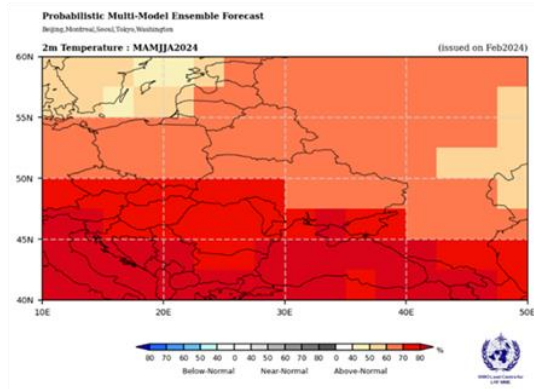 Probabilistic Multi-Model Ensemble Forecast
Beijing,Montreal,Seoul,Tokyo,Washington
2m Temperature : MAMJJA2024 (issued on Feb2024)
60N
55N
50N
45N
40N
10E 20E 30E 40E 50E
80 70 60 50 40 0 40 50 60 70 80 0 40 50 60 70 80 %
Below-Normal Near-Normal Above-Normal